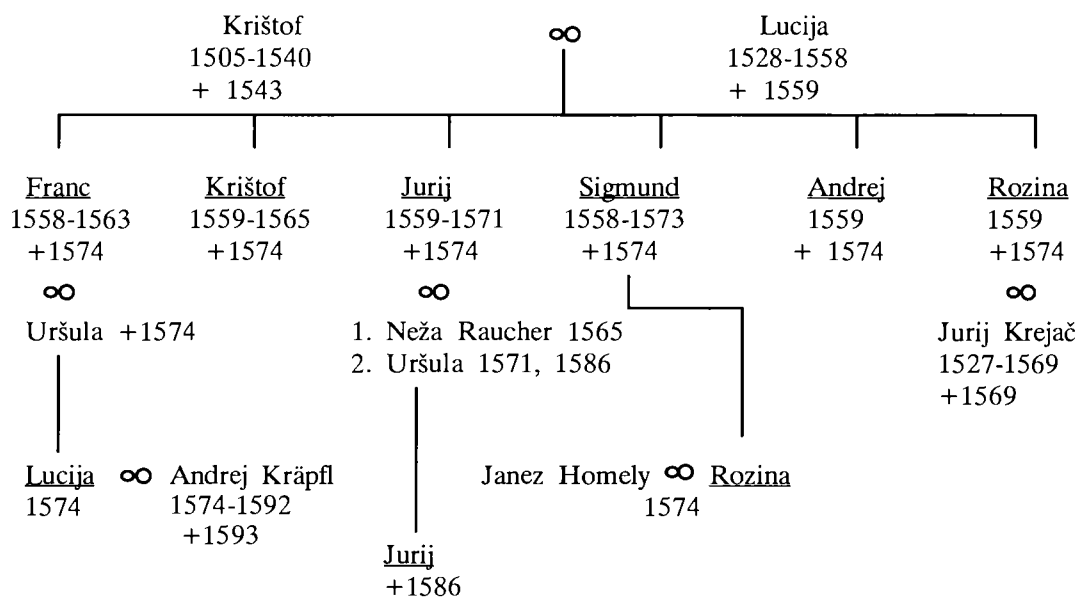 Krištof ∞ Lucija
1505-1540 1528-1558
+ 1543 + 1559
Franc Krištof Jurij Sigmund Andrej Rozina
1558-1563 1559-1565 1559-1571 1558-1573 1559 1559
+1574 +1574 +1574 +1574 + 1574 +1574
∞ ∞ ∞
Uršula +1574 1. Neža Raucher 1565 Jurij Krejač
2. Uršula 1571, 1586 1527-1569
+1569
Lucija ∞ Andrej Kräpfl Janez Homely ∞ Rozina
1574 1574-1592 1574
+1593
Jurij
+1586